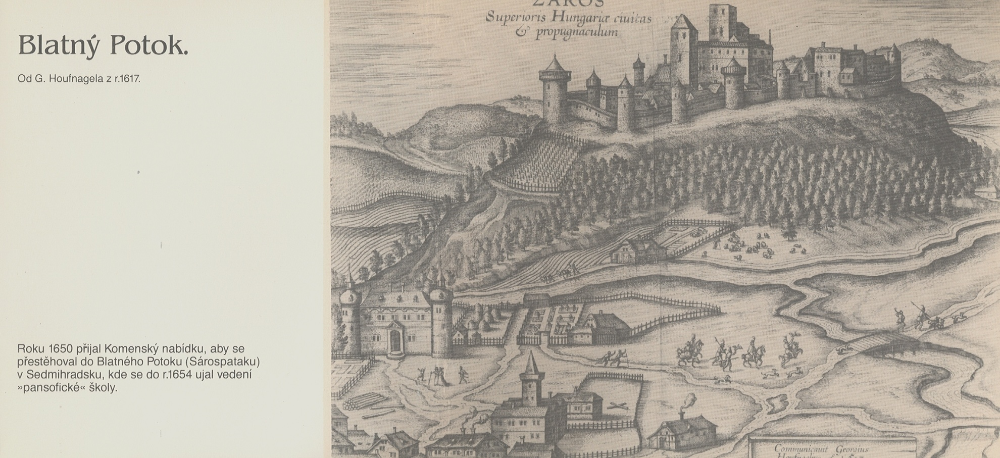 Blatný Potok.
Od G. Houfnagela z r.1617.
Roku 1650 přijal Komenský nabídku, aby se
přestěhoval do Blatného Potoku (Sárospataku)
v Sedmihradsku, kde se do r.1654 ujal vedení
»pansofické« školy.
ZAROS
Superioris Hungariæ ciuitas
& propugnaculum.
Communicauit Georgius